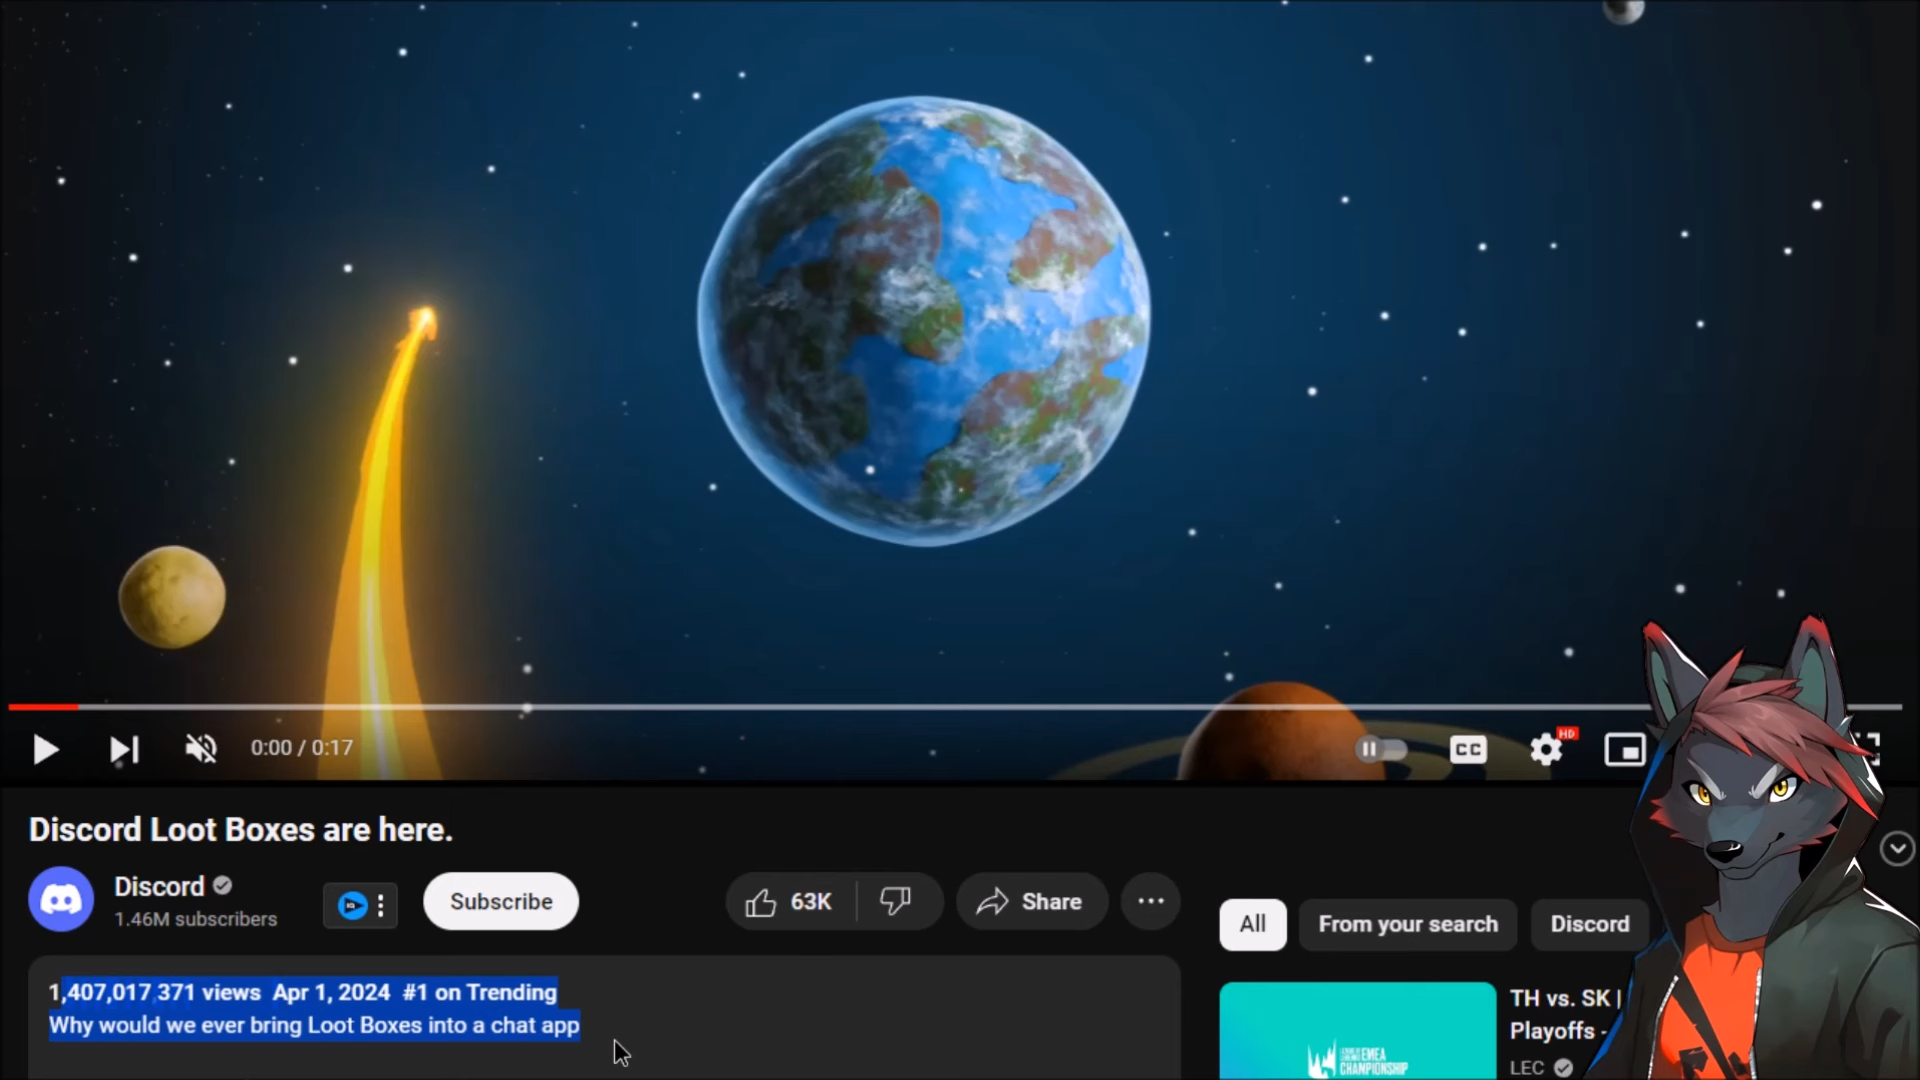 0:00 / 0:17
CC
HD
Discord Loot Boxes are here.
Discord
1.46M subscribers
Subscribe
63K
Share
1,407,017,371 views Apr 1, 2024 #1 on Trending
Why would we ever bring Loot Boxes into a chat app
All
From your search
Discord
EMEA
CHAMPIONSHIP
TH vs. SK |
Playoffs -
LEC